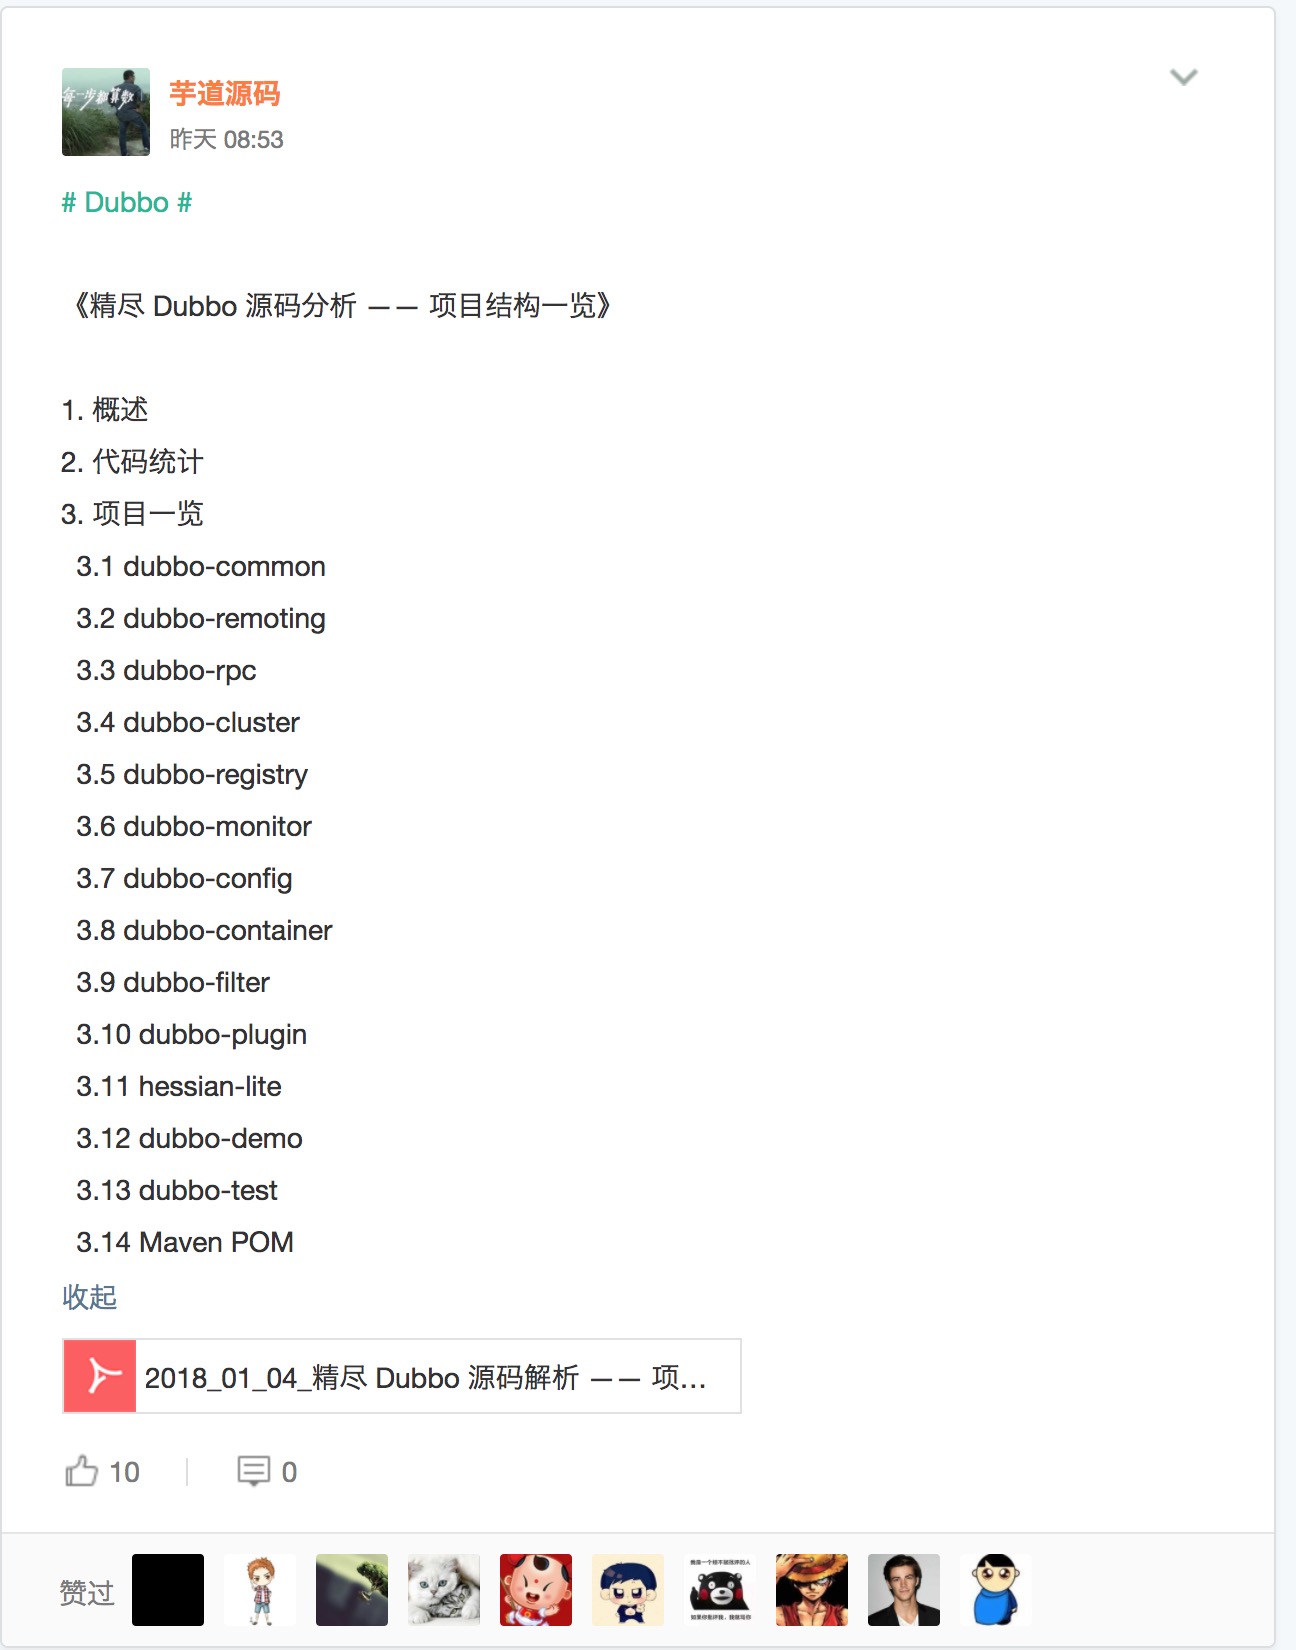 每一步都算数
芋道源码
昨天 08:53
# Dubbo #
《精尽 Dubbo 源码分析 —— 项目结构一览》
1. 概述
2. 代码统计
3. 项目一览
3.1 dubbo-common
3.2 dubbo-remoting
3.3 dubbo-rpc
3.4 dubbo-cluster
3.5 dubbo-registry
3.6 dubbo-monitor
3.7 dubbo-config
3.8 dubbo-container
3.9 dubbo-filter
3.10 dubbo-plugin
3.11 hessian-lite
3.12 dubbo-demo
3.13 dubbo-test
3.14 Maven POM
收起
2018_01_04_精尽 Dubbo 源码解析 —— 项...
10
0
赞过